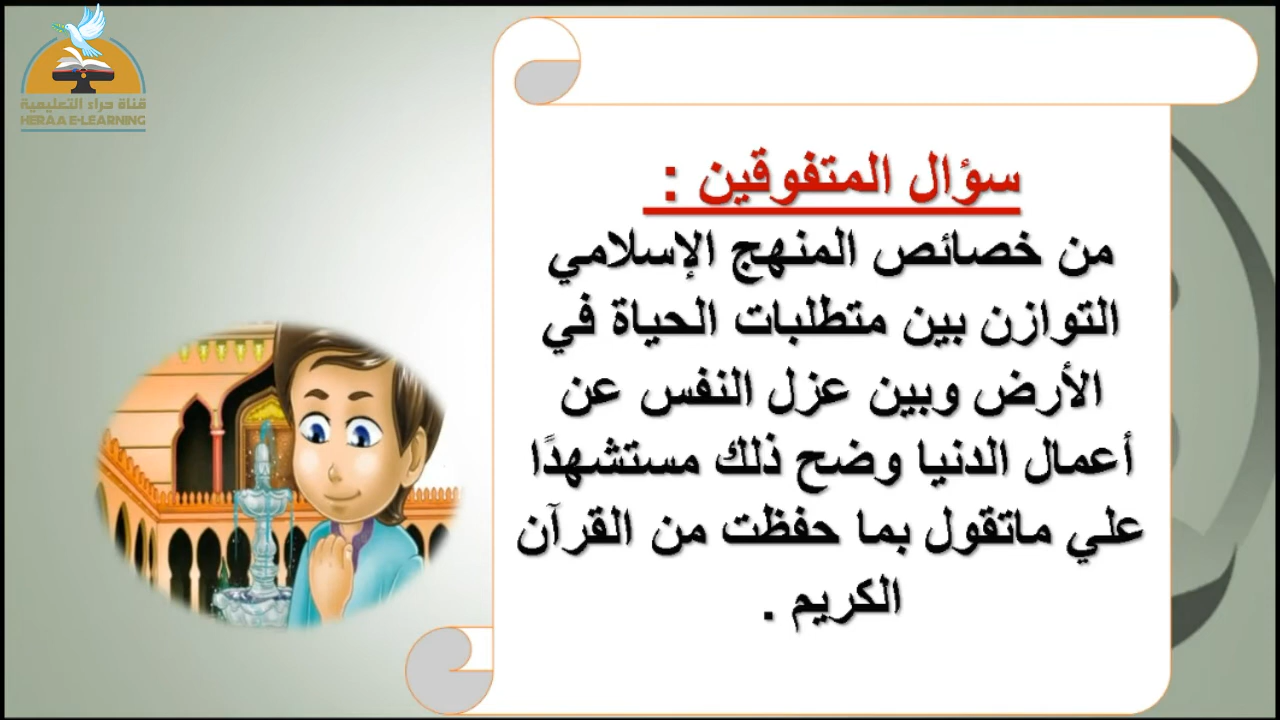 قناة حراء التعليمية
HERAA E-LEARNING
سؤال المتفوقين :
من خصائص المنهج الإسلامي
التوازن بين متطلبات الحياة في
الأرض وبين عزل النفس عن
أعمال الدنيا وضح ذلك مستشهدًا
علي ماتقول بما حفظت من القرآن
الكريم .